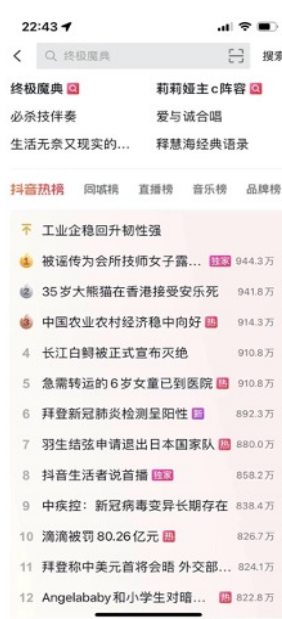 22:43
终极魔典
搜索
终极魔典
莉莉娅主c阵容
必杀技伴奏
爱与诚合唱
生活无奈又现实的...
释慧海经典语录
抖音热榜 同城榜 直播榜 音乐榜 品牌榜
工业企稳回升韧性强
1 被谣传为会所技师女子露... 独家 944.3万
2 35岁大熊猫在香港接受安乐死 941.8万
3 中国农业农村经济稳中向好 热 914.3万
4 长江白鲟被正式宣布灭绝 910.8万
5 急需转运的6岁女童已到医院 热 910.8万
6 拜登新冠肺炎检测呈阳性 新 892.3万
7 羽生结弦申请退出日本国家队 热 880.0万
8 抖音生活者说首播 独家 858.2万
9 中疾控：新冠病毒变异长期存在 838.4万
10 滴滴被罚80.26亿元 热 826.7万
11 拜登称中美元首将会晤 外交部... 824.1万
12 Angelababy和小学生对暗... 热 822.8万